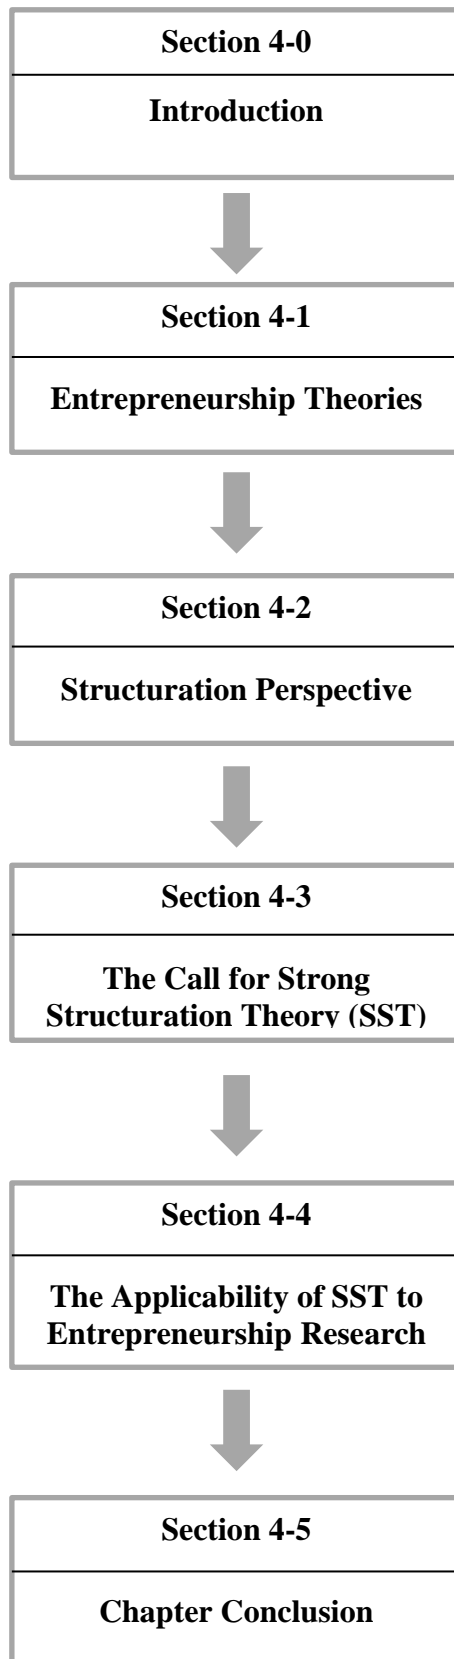 Section 4-0
Introduction
Section 4-1
Entrepreneurship Theories
Section 4-2
Structuration Perspective
Section 4-3
The Call for Strong
Structuration Theory (SST)
Section 4-4
The Applicability of SST to
Entrepreneurship Research
Section 4-5
Chapter Conclusion